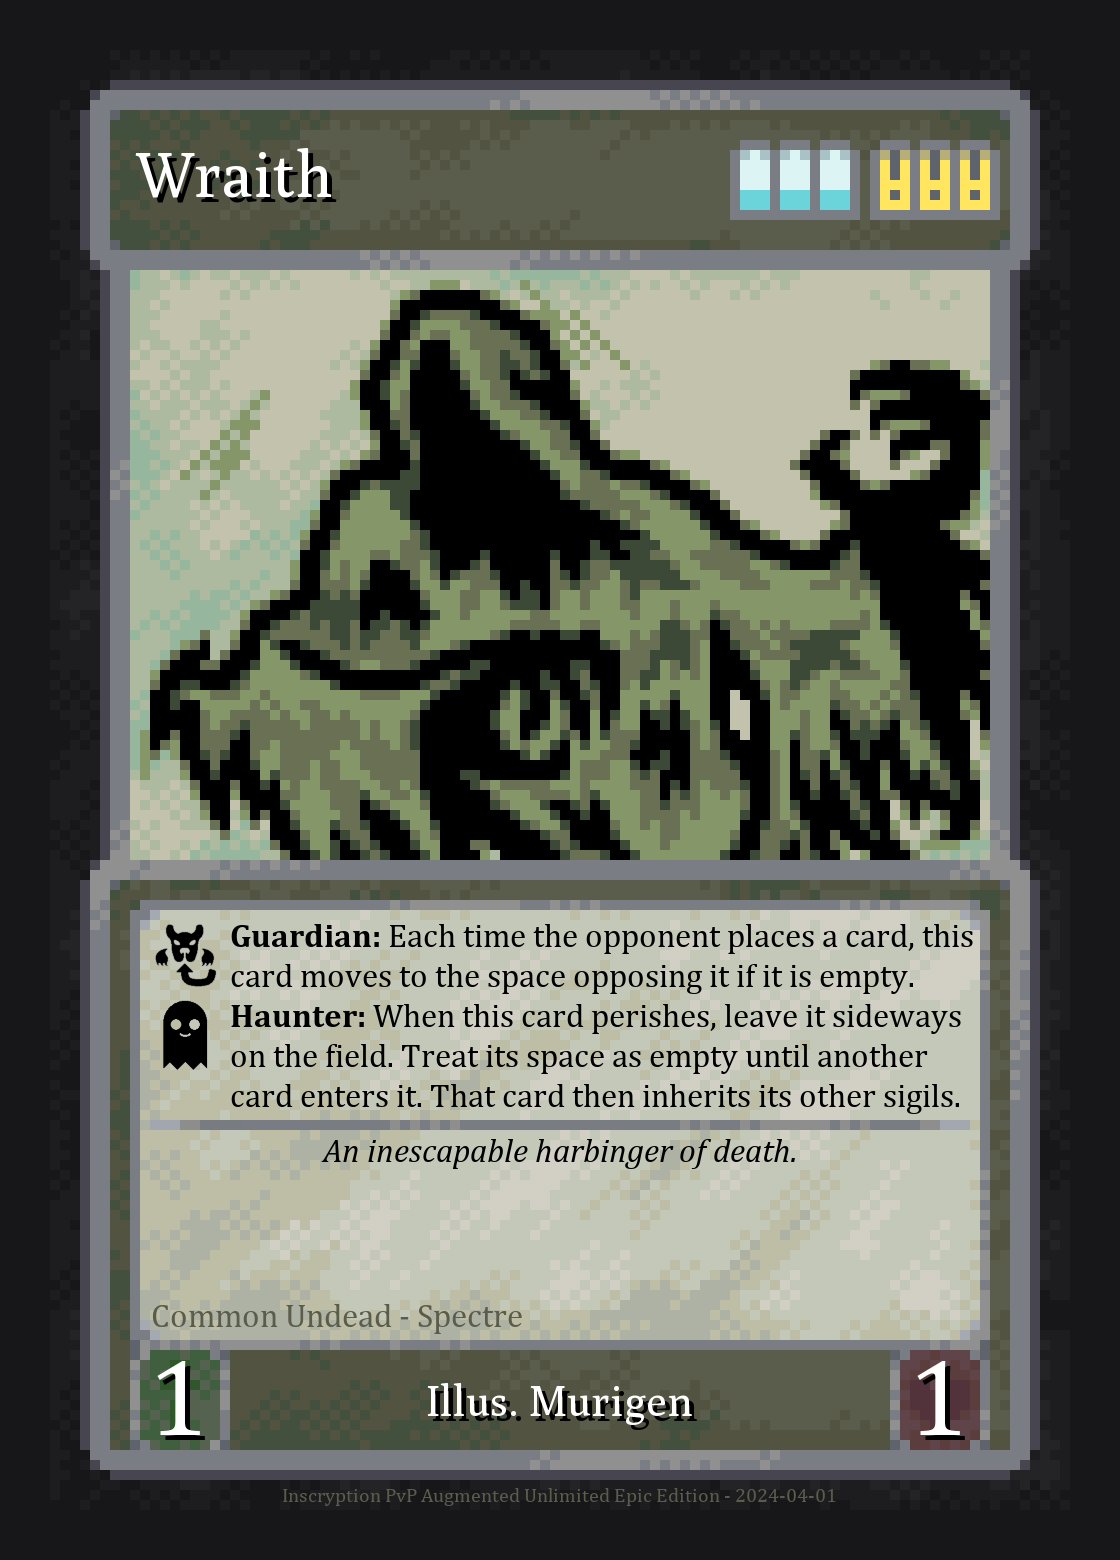 Wraith
Guardian: Each time the opponent places a card, this
card moves to the space opposing it if it is empty.
Haunter: When this card perishes, leave it sideways
on the field. Treat its space as empty until another
card enters it. That card then inherits its other sigils.
An inescapable harbinger of death.
Common Undead - Spectre
1
Illus. Murigen
1
Inscryption PvP Augmented Unlimited Epic Edition - 2024-04-01